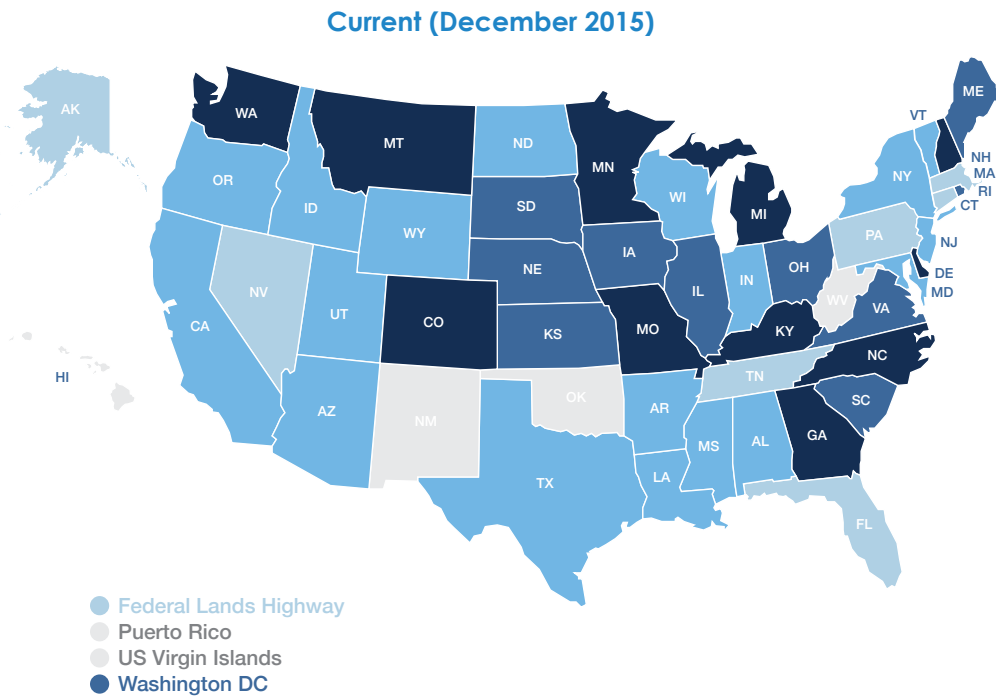 Current (December 2015)
AK
WA
MT
ND
MN
ME
VT
NH
MA
RI
CT
OR
ID
WY
SD
WI
MI
NY
NV
UT
CO
NE
IA
IL
IN
OH
PA
NJ
DE
MD
CA
KS
MO
KY
WV
VA
HI
AZ
NM
OK
AR
TN
NC
SC
TX
LA
MS
AL
GA
FL
Federal Lands Highway
Puerto Rico
US Virgin Islands
Washington DC